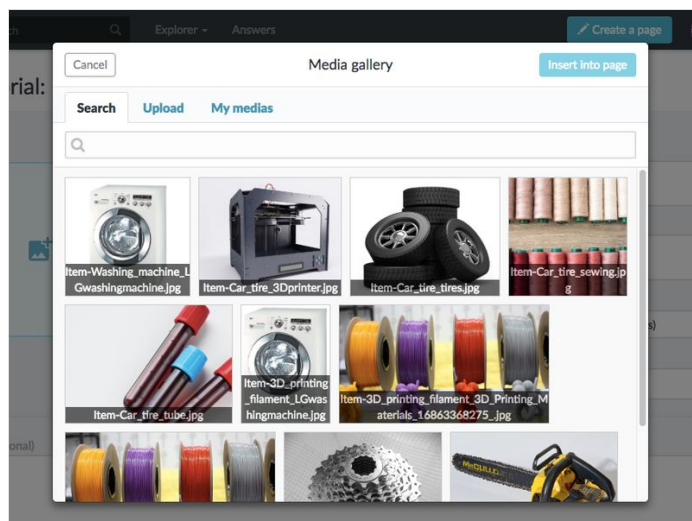 ch
Explorer
Answers
Create a page
rial:
Cancel
Media gallery
Insert into page
Search
Upload
My medias
Item-Washing_machine_L
Gwashingmachine.jpg
Item-Car_tire_3Dprinter.jpg
Item-Car_tire_tires.jpg
Item-Car_tire_sewing.jp
g
Item-Car_tire_tube.jpg
Item-3D_printing
_filament_LGwas
hingmachine.jpg
Item-3D_printing_filament_3D_Printing_M
aterials_16863368275_.jpg
s)
onal)
McCULLO